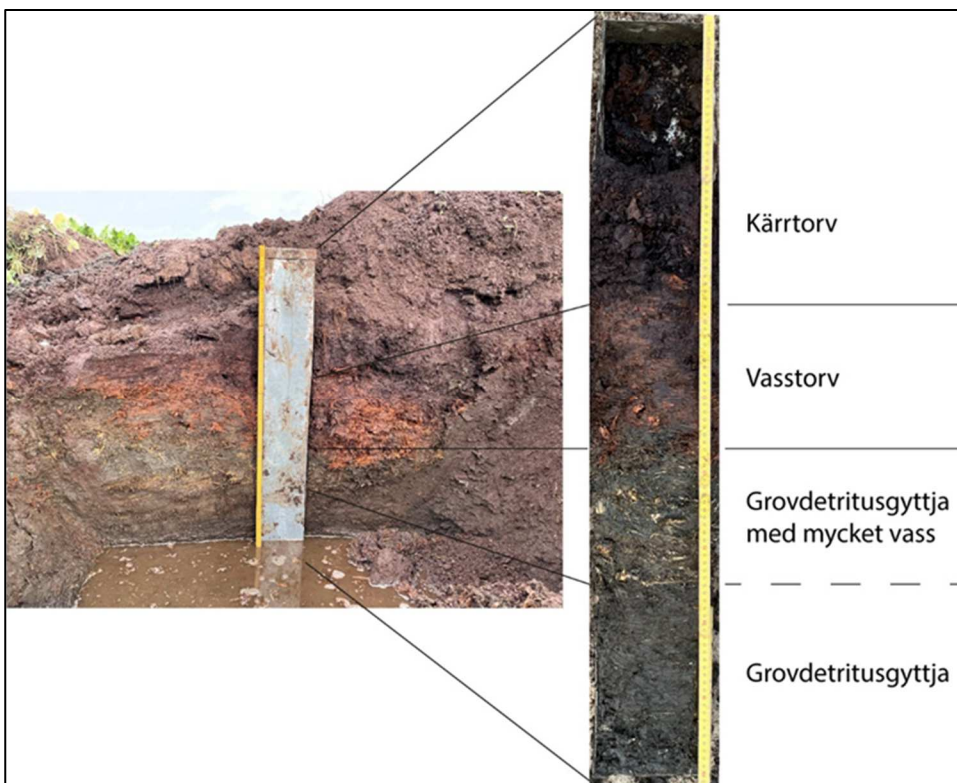 Kärrtorv
Vasstorv
Grovdetritusgyttja
med mycket vass
Grovdetritusgyttja